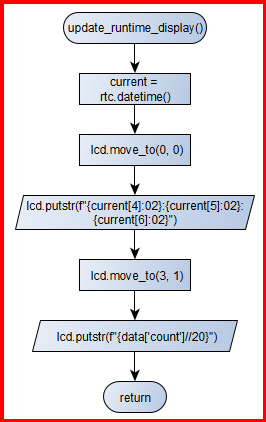 update_runtime_display()
current =
rtc.datetime()
lcd.move_to(0, 0)
lcd.putstr(f"{current[4]:02}:{current[5]:02}:
{current[6]:02}")
lcd.move_to(3, 1)
lcd.putstr(f"{data['count']//20}")
return